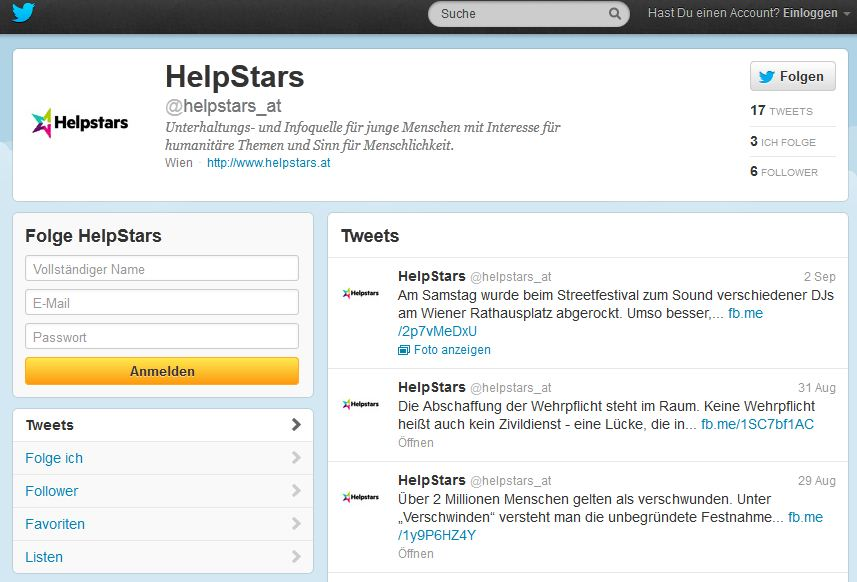 Suche
Hast Du einen Account? Einloggen
Helpstars
HelpStars
@helpstars_at
Unterhaltungs- und Infoquelle für junge Menschen mit Interesse für
humanitäre Themen und Sinn für Menschlichkeit.
Wien · http://www.helpstars.at
Folgen
17 TWEETS
3 ICH FOLGE
6 FOLLOWER
Folge HelpStars
Vollständiger Name
E-Mail
Passwort
Anmelden
Tweets
Folge ich
Follower
Favoriten
Listen
Tweets
Helpstars
HelpStars @helpstars_at 2 Sep
Am Samstag wurde beim Streetfestival zum Sound verschiedener DJs
am Wiener Rathausplatz abgerockt. Umso besser,... fb.me
/2p7vMeDxU
Foto anzeigen
Helpstars
HelpStars @helpstars_at 31 Aug
Die Abschaffung der Wehrpflicht steht im Raum. Keine Wehrpflicht
heißt auch kein Zivildienst - eine Lücke, die in... fb.me/1SC7bf1AC
Öffnen
Helpstars
HelpStars @helpstars_at 29 Aug
Über 2 Millionen Menschen gelten als verschwunden. Unter
„Verschwinden“ versteht man die unbegründete Festnahme... fb.me
/1y9P6HZ4Y
Öffnen